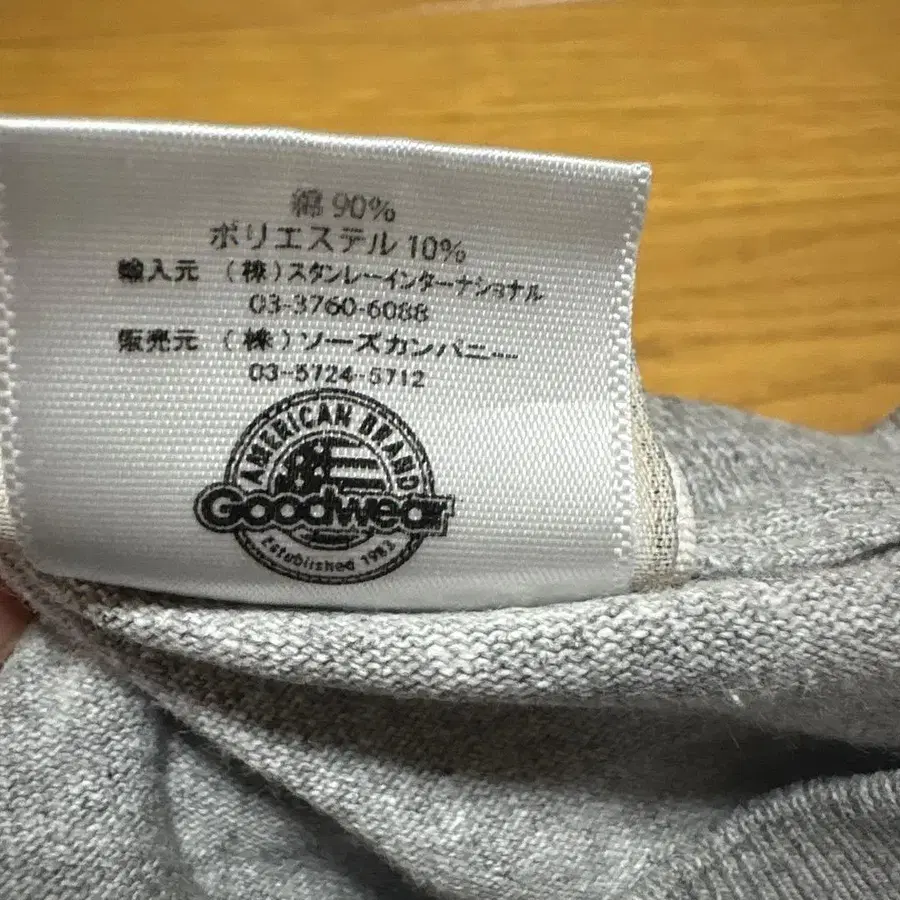 綿 90%
ポリエステル 10%
輸入元 (株)スタンレーインターナショナル
03-3760-6088
販売元 (株)ソーズカンパニー
03-5724-5712
AMERICAN BRAND
Goodwear
Established 1983